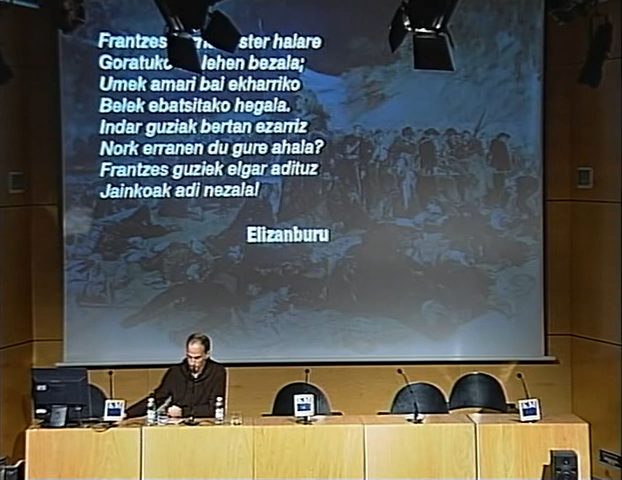 Frantzes ster halare
Goratuko lehen bezala;
Umek amari bai ekharriko
Belek ebatsitako hegala.
Indar guziak bertan ezarriz
Nork erranen du gure ahala?
Frantzes guziek elgar adituz
Jainkoak adi nezala!
Elizanburu